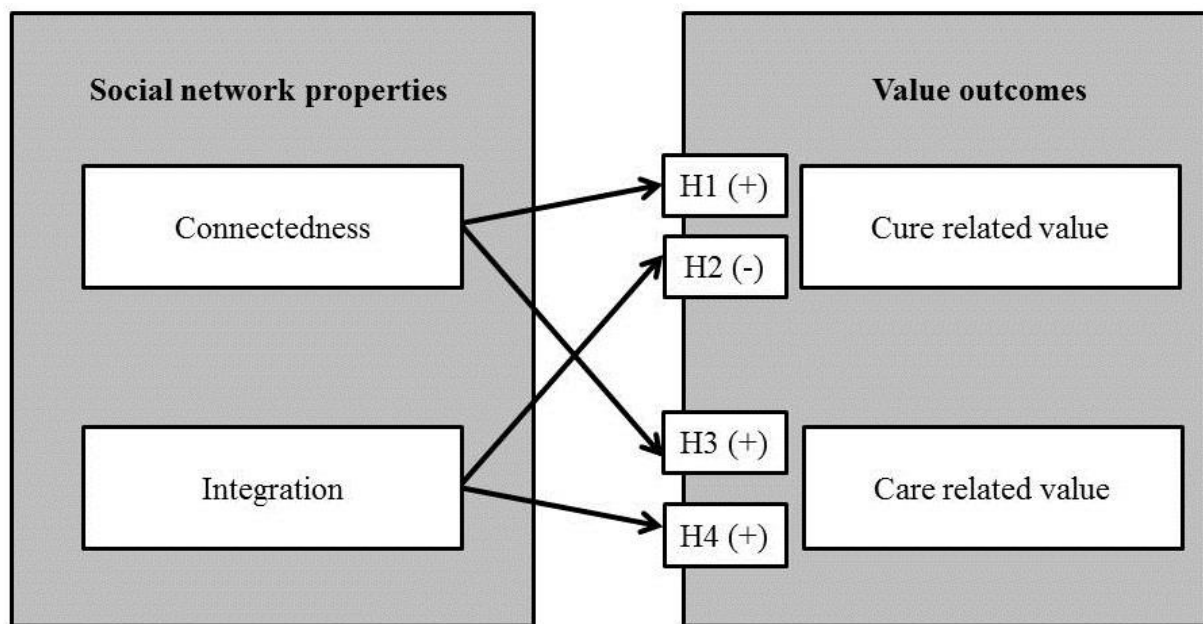 Social network properties
Connectedness
Integration
Value outcomes
H1 (+)
H2 (-)
Cure related value
H3 (+)
H4 (+)
Care related value